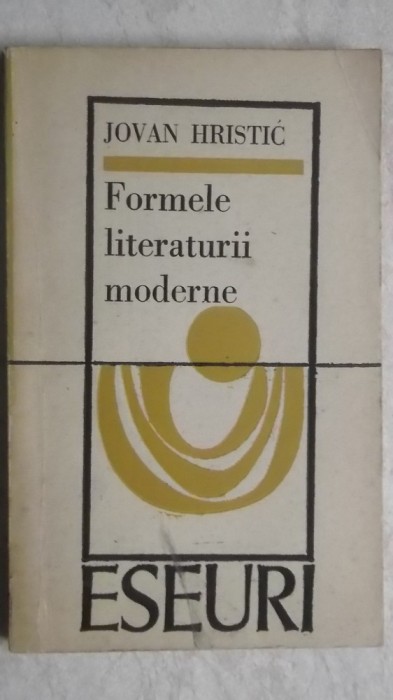 JOVAN HRISTIĆ
Formele
literaturii
moderne
ESEURI